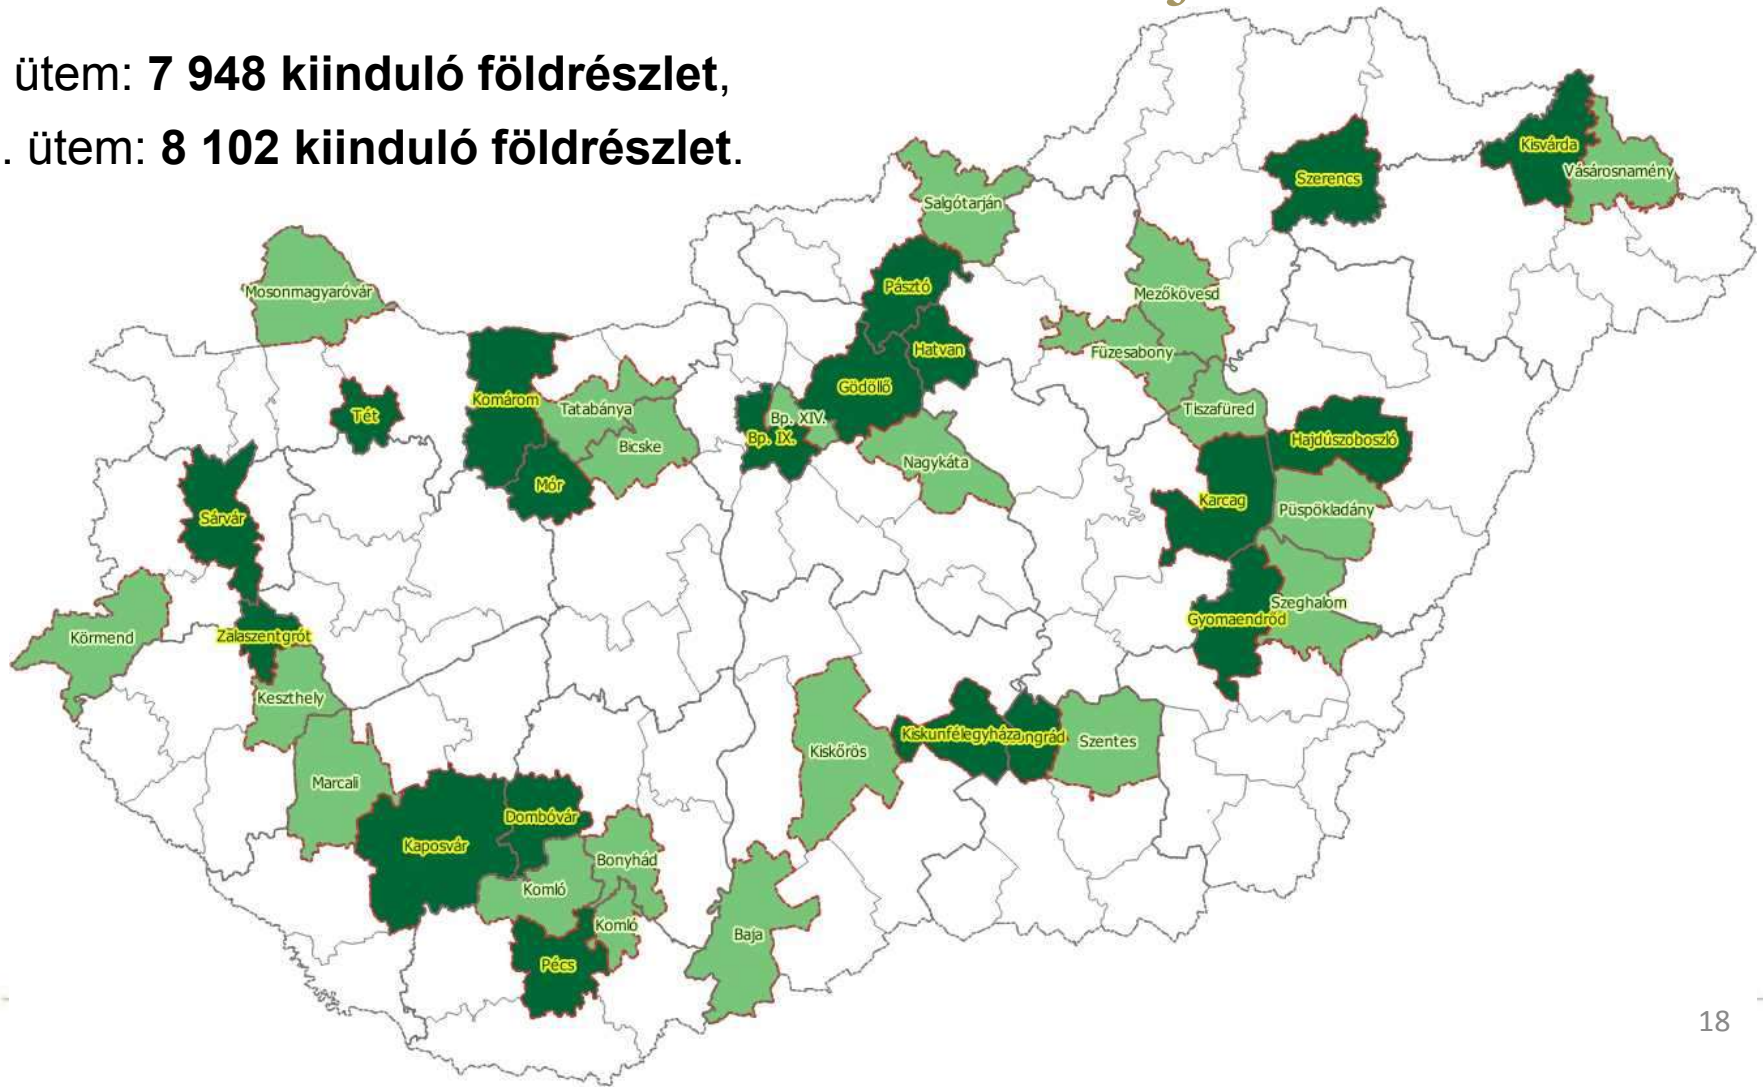 ütem: 7 948 kiinduló földrészlet,
. ütem: 8 102 kiinduló földrészlet.
Kisvárda
Vásárosnamény
Szerencs
Salgótarján
Pásztó
Mezőkövesd
Mosonmagyaróvár
Hatvan
Füzesabony
Gödöllő
Komárom
Tatabánya
Tét
Bp. XIV.
Bp. IX.
Tiszafüred
Hajdúszoboszló
Bicske
Nagykáta
Mór
Karcag
Püspökladány
Sárvár
Szeghalom
Gyomaendrőd
Körmend
Zalaszentgrót
Keszthely
Kiskunfélegyháza
ongrád
Szentes
Kiskőrös
Marcali
Dombóvár
Kaposvár
Bonyhád
Komló
Komló
Baja
Pécs
18